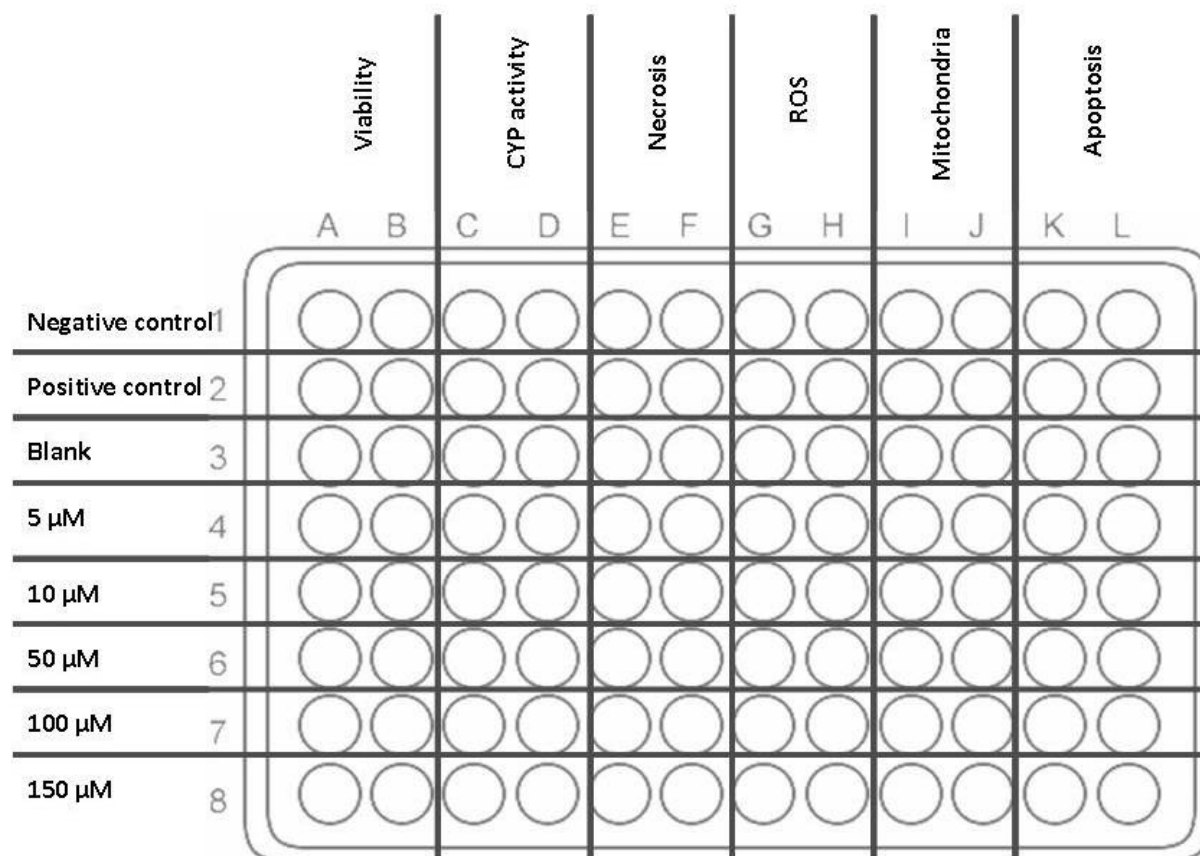 Viability
CYP activity
Necrosis
ROS
Mitochondria
Apoptosis
A B C D E F G H I J K L
Negative control 1
Positive control 2
Blank 3
5 µM 4
10 µM 5
50 µM 6
100 µM 7
150 µM 8